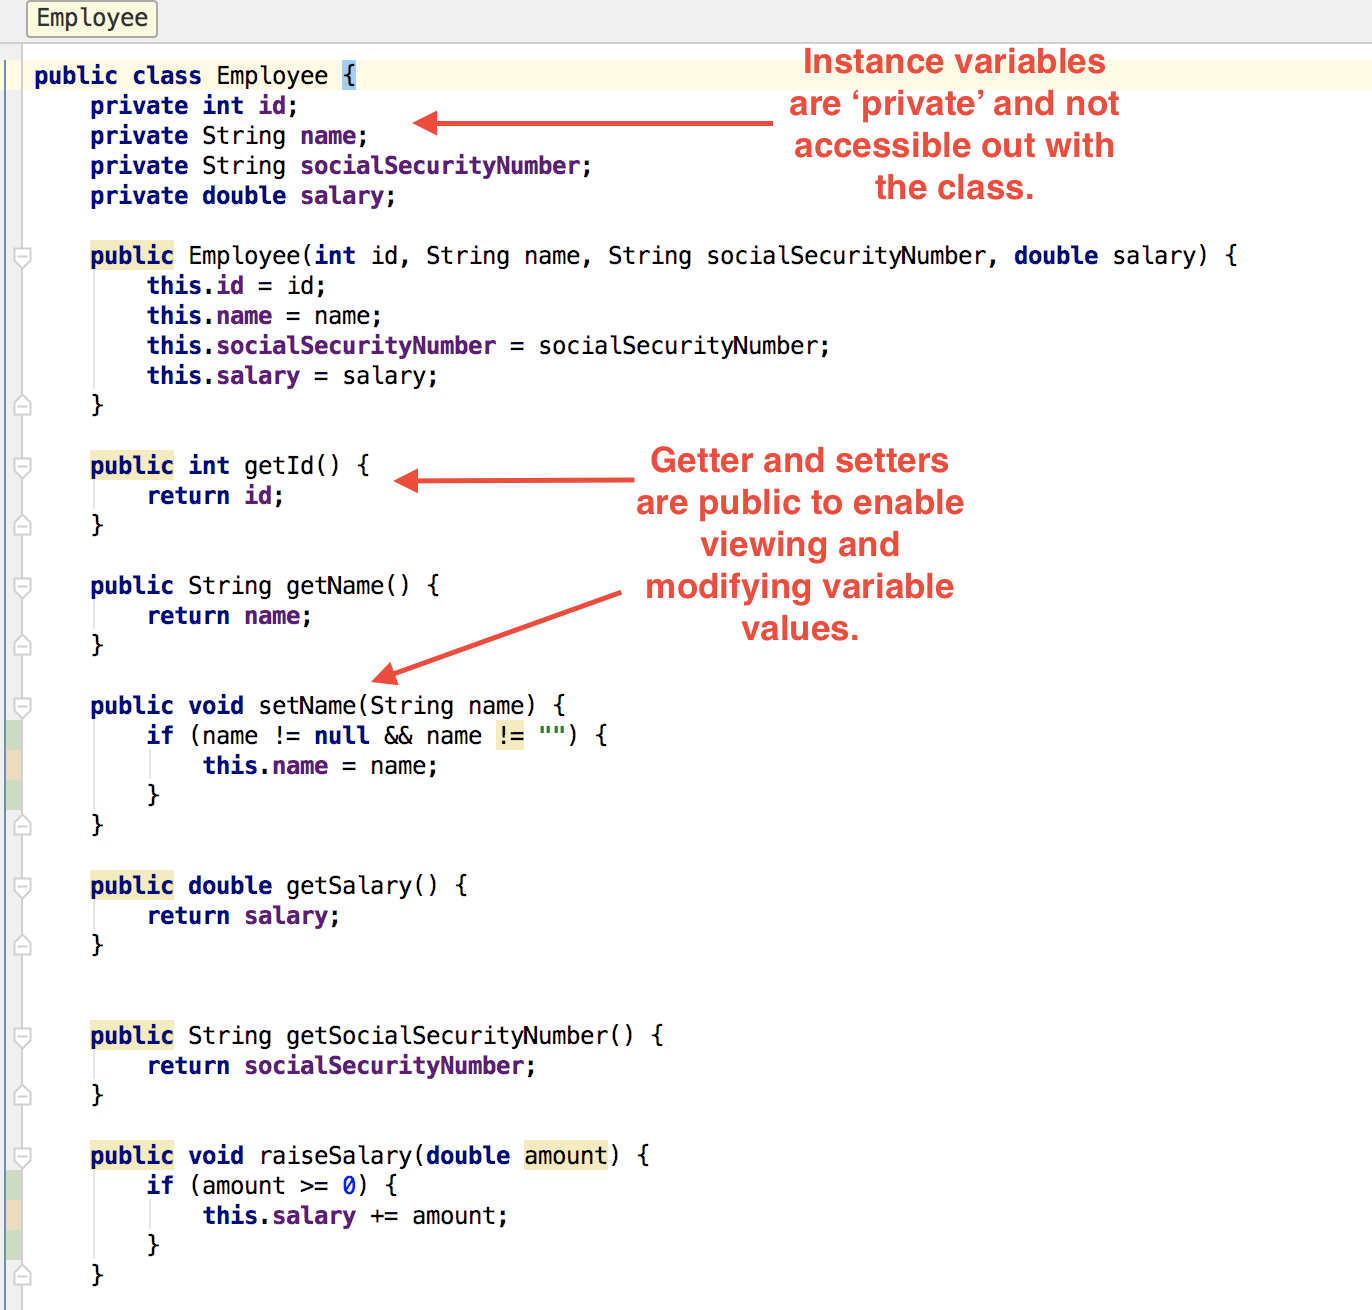 Employee
public class Employee {
private int id;
private String name;
private String socialSecurityNumber;
private double salary;
Instance variables
are ‘private’ and not
accessible out with
the class.
public Employee(int id, String name, String socialSecurityNumber, double salary) {
this.id = id;
this.name = name;
this.socialSecurityNumber = socialSecurityNumber;
this.salary = salary;
}
public int getId() {
return id;
}
Getter and setters
are public to enable
viewing and
modifying variable
values.
public String getName() {
return name;
}
public void setName(String name) {
if (name != null && name != "") {
this.name = name;
}
}
public double getSalary() {
return salary;
}
public String getSocialSecurityNumber() {
return socialSecurityNumber;
}
public void raiseSalary(double amount) {
if (amount >= 0) {
this.salary += amount;
}
}